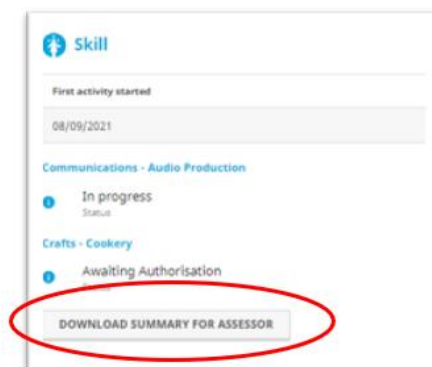 Skill
First activity started
08/09/2021
Communications - Audio Production
In progress
Status
Crafts - Cookery
Awaiting Authorisation
Status
DOWNLOAD SUMMARY FOR ASSESSOR